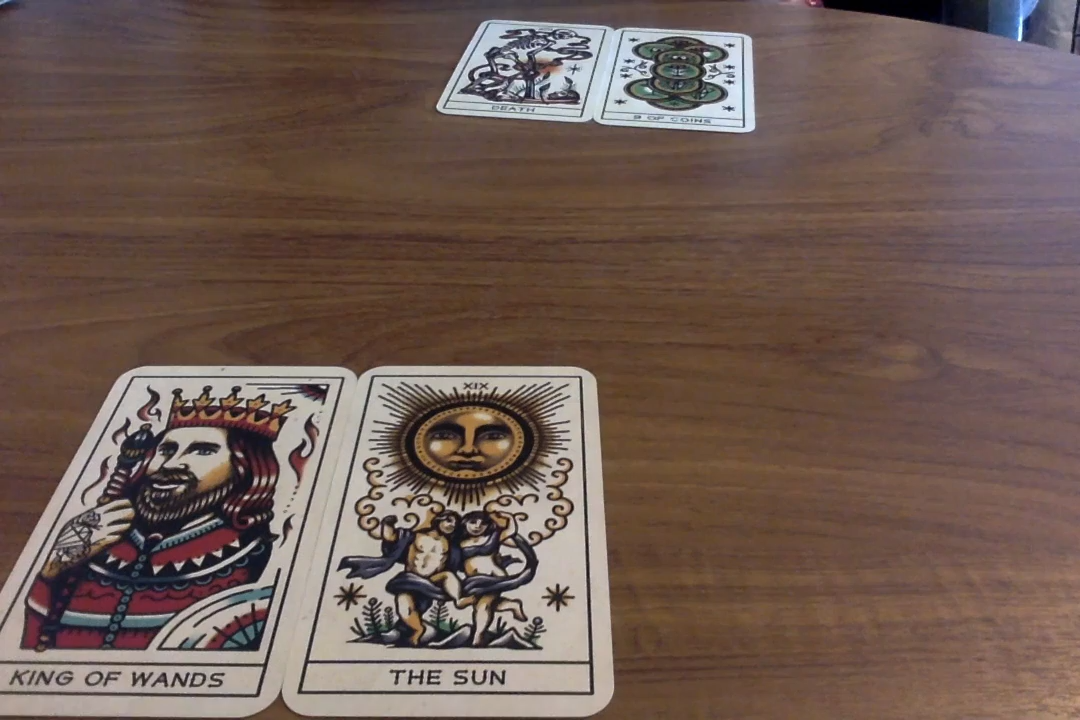 DEATH
9 OF COINS
XIX
KING OF WANDS
THE SUN